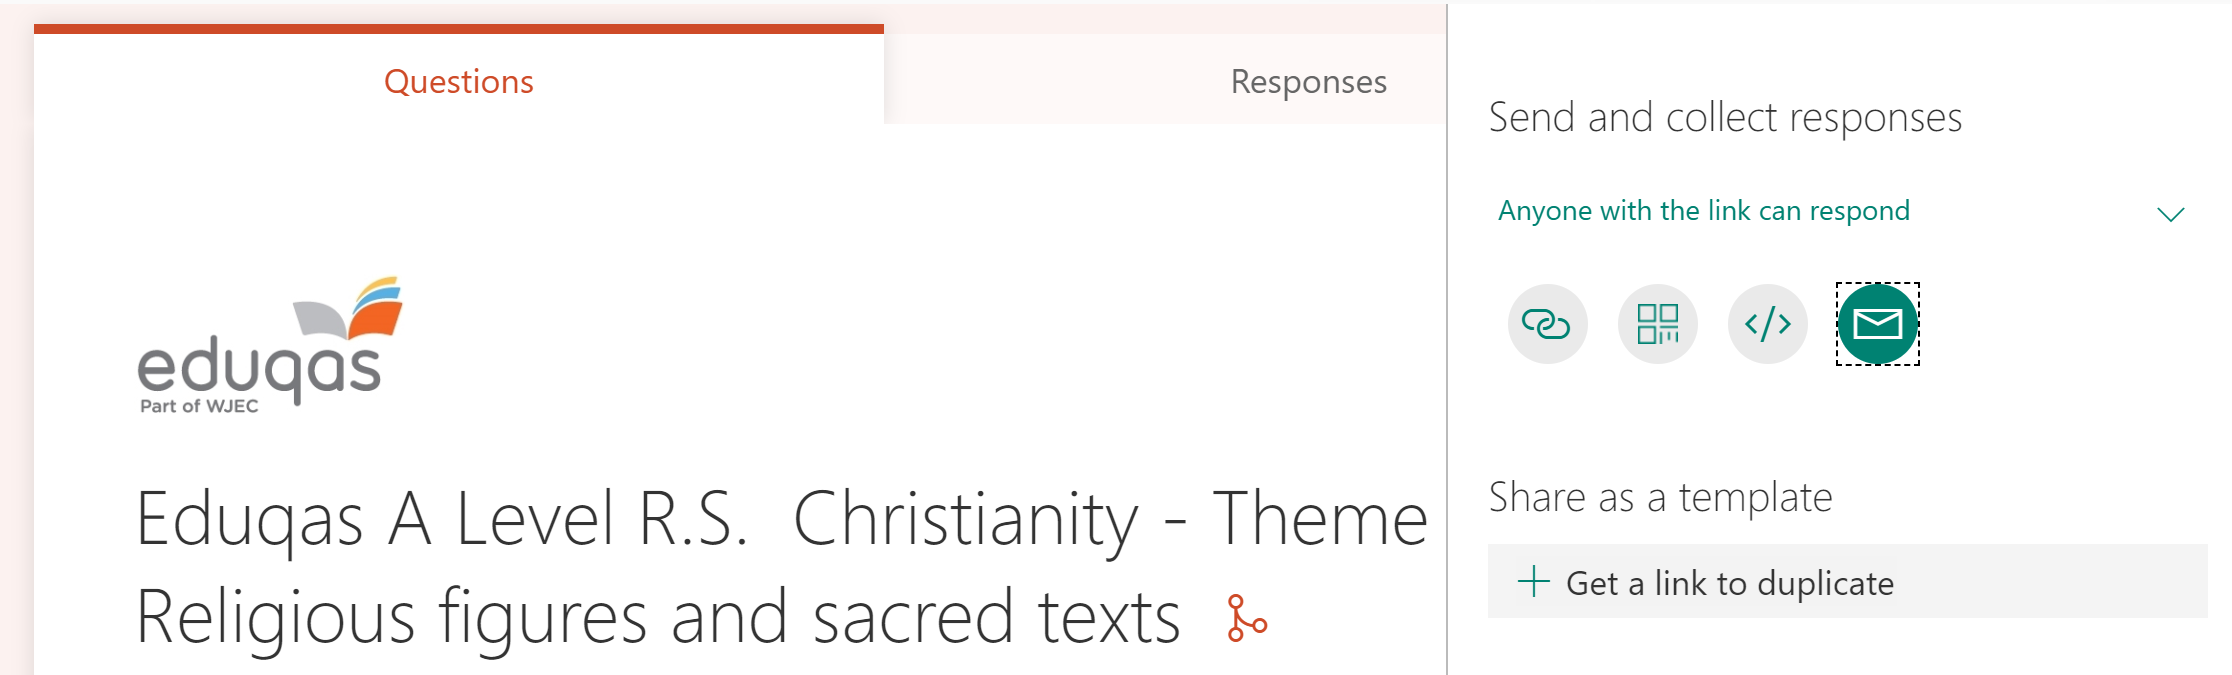 Questions
Responses
eduqas
Part of WJEC
Eduqas A Level R.S.  Christianity - Theme
Religious figures and sacred texts
Send and collect responses
Anyone with the link can respond
Share as a template
Get a link to duplicate